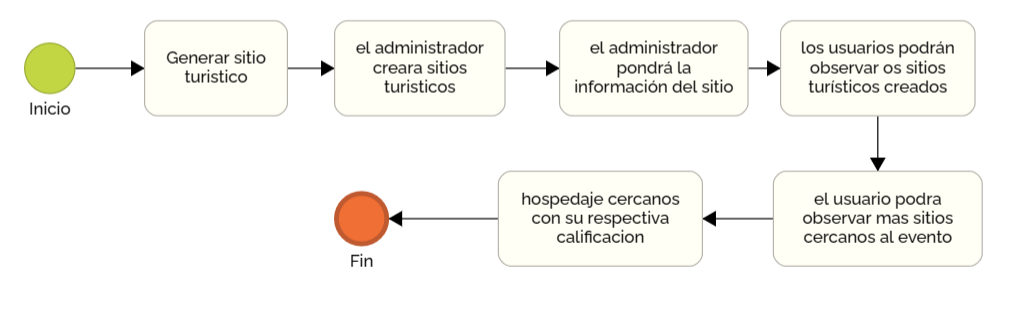 Inicio
Generar sitio
turistico
el administrador
creara sitios
turisticos
el administrador
pondrá la
información del sitio
los usuarios podrán
observar os sitios
turísticos creados
el usuario podra
observar mas sitios
cercanos al evento
hospedaje cercanos
con su respectiva
calificacion
Fin